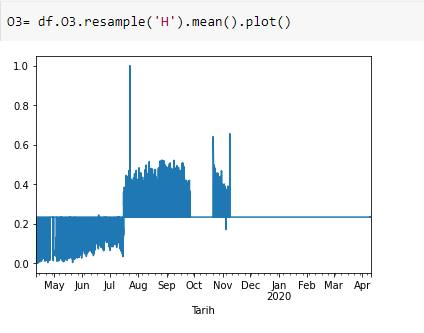 O3= df.O3.resample('H').mean().plot()
1.0
0.8
0.6
0.4
0.2
0.0
May Jun Jul Aug Sep Oct Nov Dec Jan Feb Mar Apr
2020
Tarih